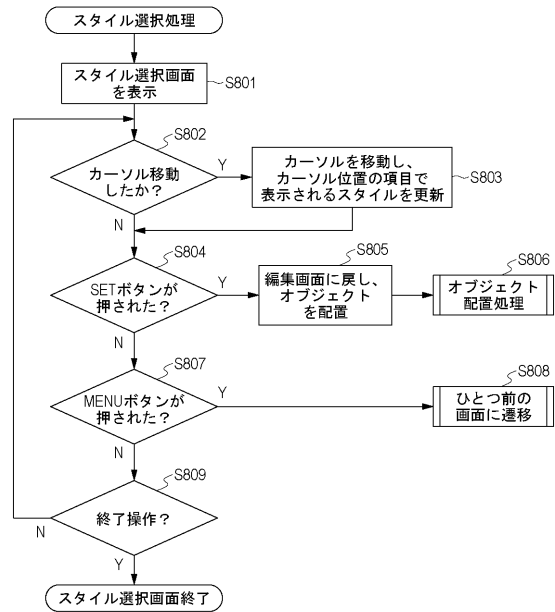 スタイル選択処理
スタイル選択画面
を表示
S801
S802
カーソル移動
したか？
Y
N
カーソルを移動し、
カーソル位置の項目で
表示されるスタイルを更新
S803
S804
SETボタンが
押された？
Y
N
S805
編集画面に戻し、
オブジェクト
を配置
S806
オブジェクト
配置処理
S807
MENUボタンが
押された？
Y
N
S808
ひとつ前の
画面に遷移
S809
終了操作？
N
Y
スタイル選択画面終了